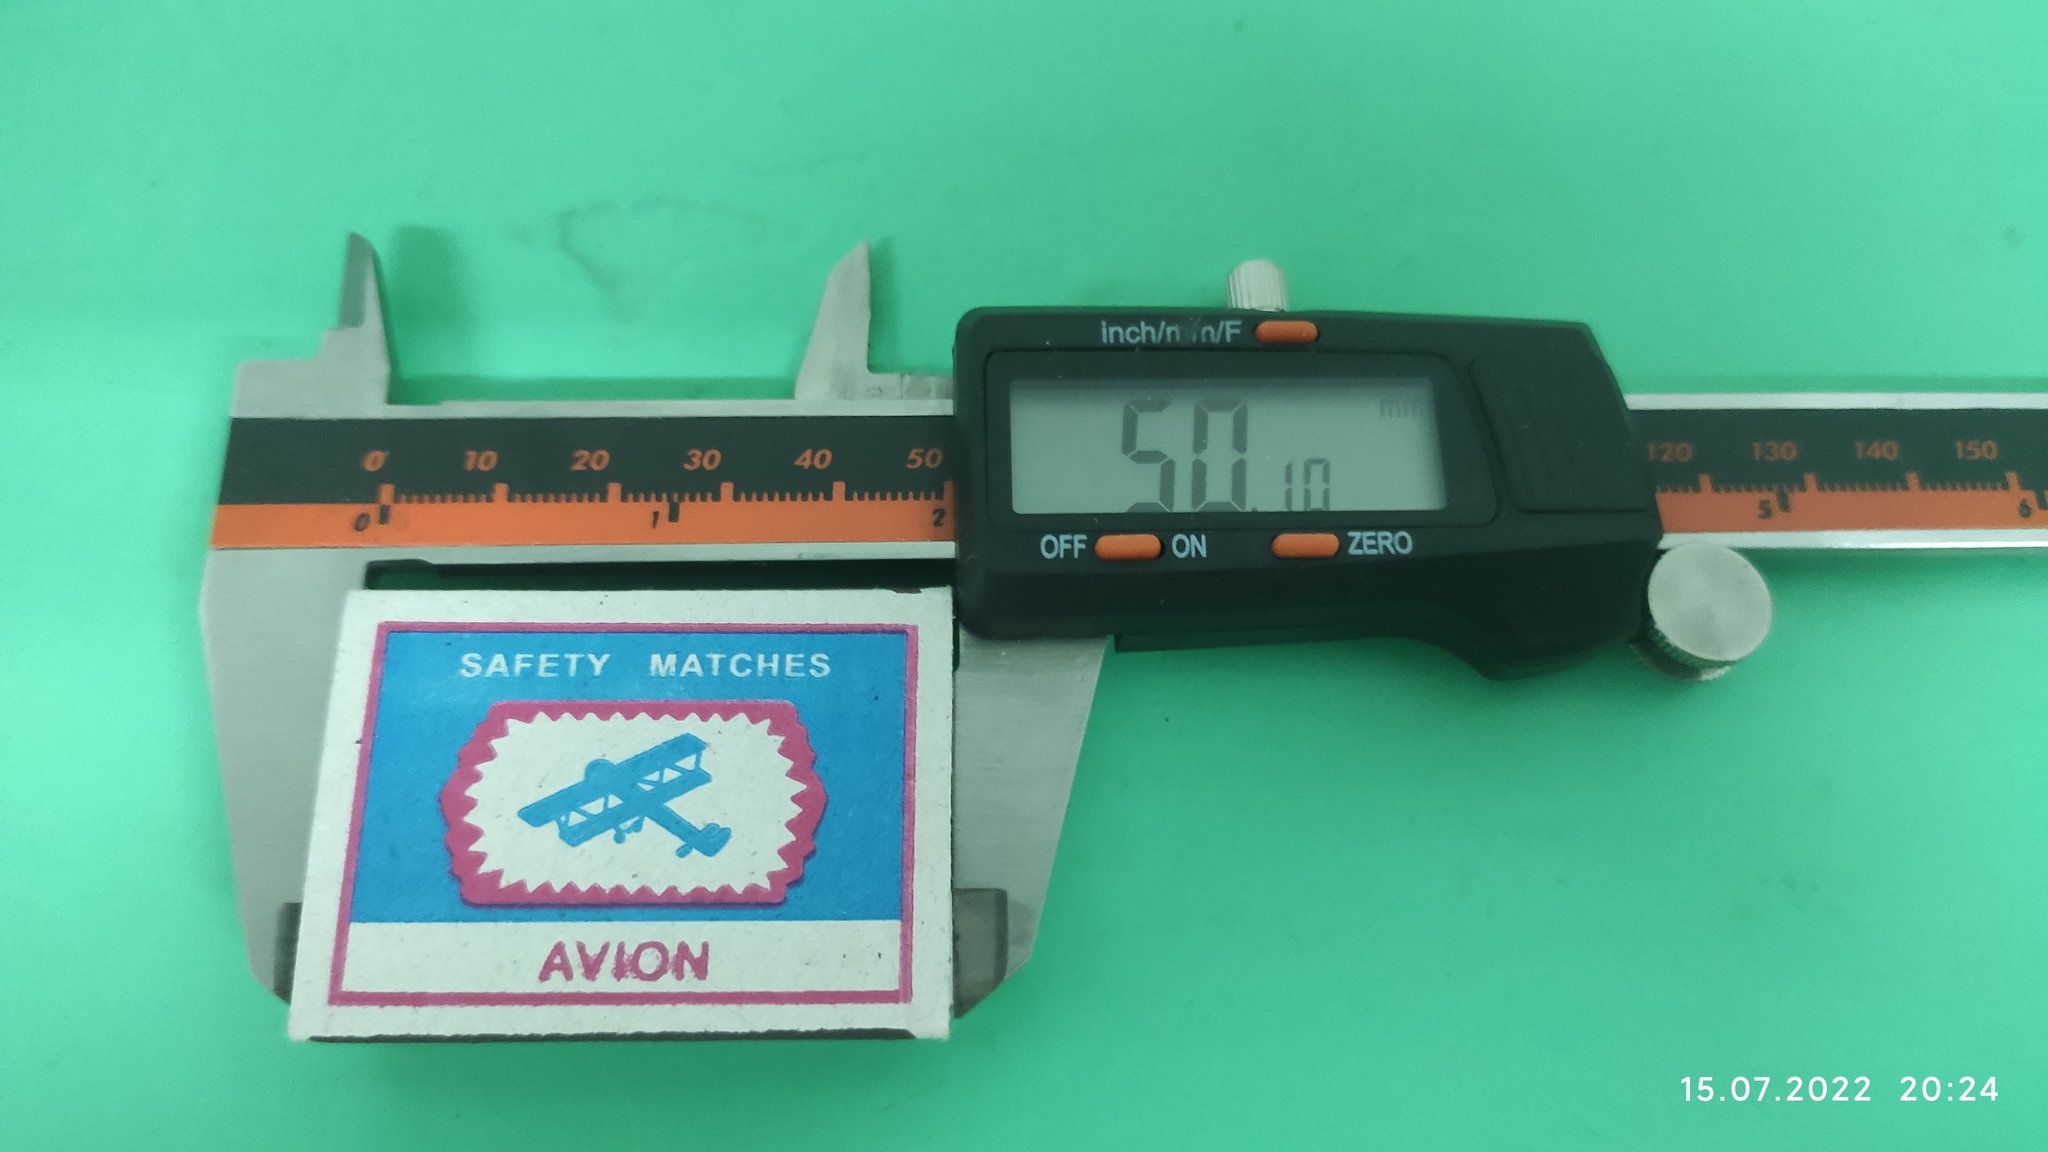 inch/mm/F
mm
50.10
0 10 20 30 40 50
120 130 140 150
0 1 2
5 6
OFF ON ZERO
SAFETY MATCHES
AVION
15.07.2022 20:24